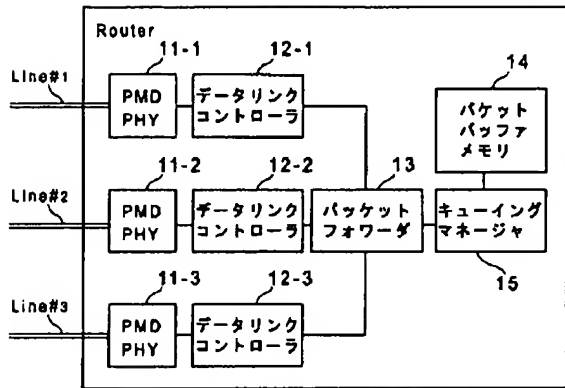 Router
11-1
12-1
14
Line#1
PMD
PHY
データリンク
コントローラ
パケット
バッファ
メモリ
11-2
12-2
13
Line#2
PMD
PHY
データリンク
コントローラ
パッケット
フォワーダ
キューイング
マネージャ
15
11-3
12-3
Line#3
PMD
PHY
データリンク
コントローラ